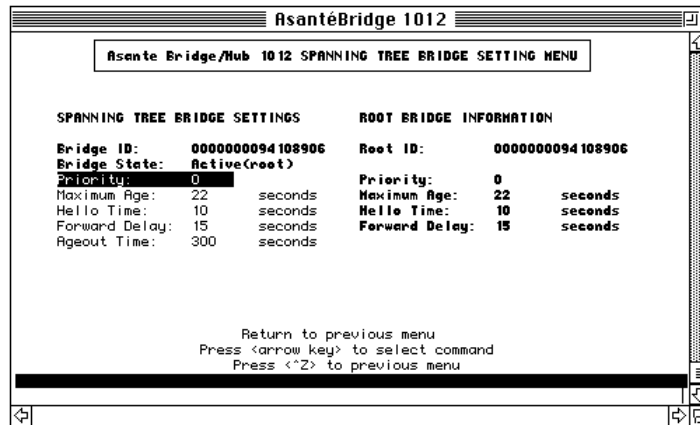 AsantéBridge 1012
Asante Bridge/Hub 1012 SPANNING TREE BRIDGE SETTING MENU
SPANNING TREE BRIDGE SETTINGS
Bridge ID: 0000000094108906
Bridge State: Active(root)
Priority: 0
Maximum Age: 22 seconds
Hello Time: 10 seconds
Forward Delay: 15 seconds
Ageout Time: 300 seconds
ROOT BRIDGE INFORMATION
Root ID: 0000000094108906
Priority: 0
Maximum Age: 22 seconds
Hello Time: 10 seconds
Forward Delay: 15 seconds
Return to previous menu
Press <arrow key> to select command
Press <^Z> to previous menu